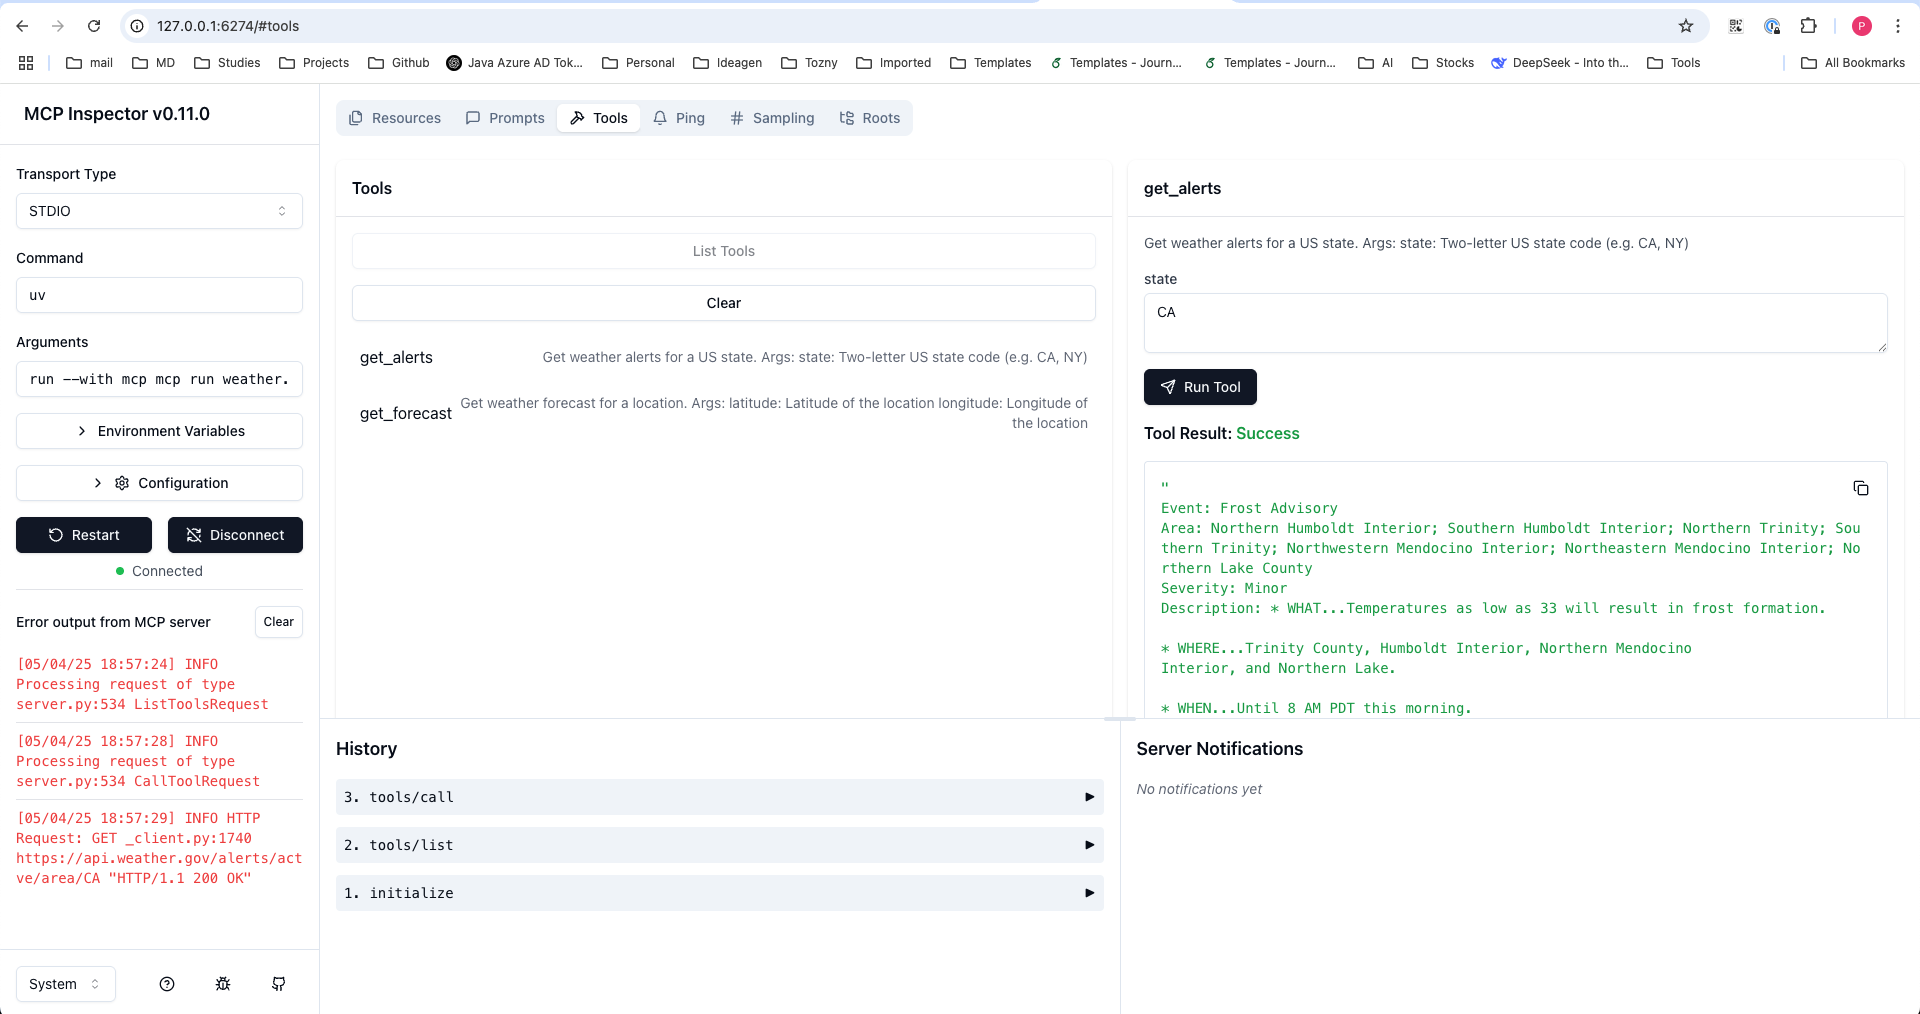 127.0.0.1:6274/#tools
P
mail
MD
Studies
Projects
Github
Java Azure AD Tok...
Personal
Ideagen
Tozny
Imported
Templates
Templates - Journ...
Templates - Journ...
AI
Stocks
DeepSeek - Into th...
Tools
All Bookmarks
MCP Inspector v0.11.0
Transport Type
STDIO
Command
uv
Arguments
run --with mcp mcp run weather.
Environment Variables
Configuration
Restart
Disconnect
Connected
Error output from MCP server
Clear
[05/04/25 18:57:24] INFO
Processing request of type
server.py:534 ListToolsRequest
[05/04/25 18:57:28] INFO
Processing request of type
server.py:534 CallToolRequest
[05/04/25 18:57:29] INFO HTTP
Request: GET _client.py:1740
https://api.weather.gov/alerts/act
ve/area/CA "HTTP/1.1 200 OK"
System
Resources
Prompts
Tools
Ping
Sampling
Roots
Tools
List Tools
Clear
get_alerts
Get weather alerts for a US state. Args: state: Two-letter US state code (e.g. CA, NY)
get_forecast
Get weather forecast for a location. Args: latitude: Latitude of the location longitude: Longitude of
the location
get_alerts
Get weather alerts for a US state. Args: state: Two-letter US state code (e.g. CA, NY)
state
CA
Run Tool
Tool Result: Success
"
Event: Frost Advisory
Area: Northern Humboldt Interior; Southern Humboldt Interior; Northern Trinity; Sou
thern Trinity; Northwestern Mendocino Interior; Northeastern Mendocino Interior; No
rthern Lake County
Severity: Minor
Description: * WHAT...Temperatures as low as 33 will result in frost formation.
* WHERE...Trinity County, Humboldt Interior, Northern Mendocino
Interior, and Northern Lake.
* WHEN...Until 8 AM PDT this morning.
History
3. tools/call
2. tools/list
1. initialize
Server Notifications
No notifications yet